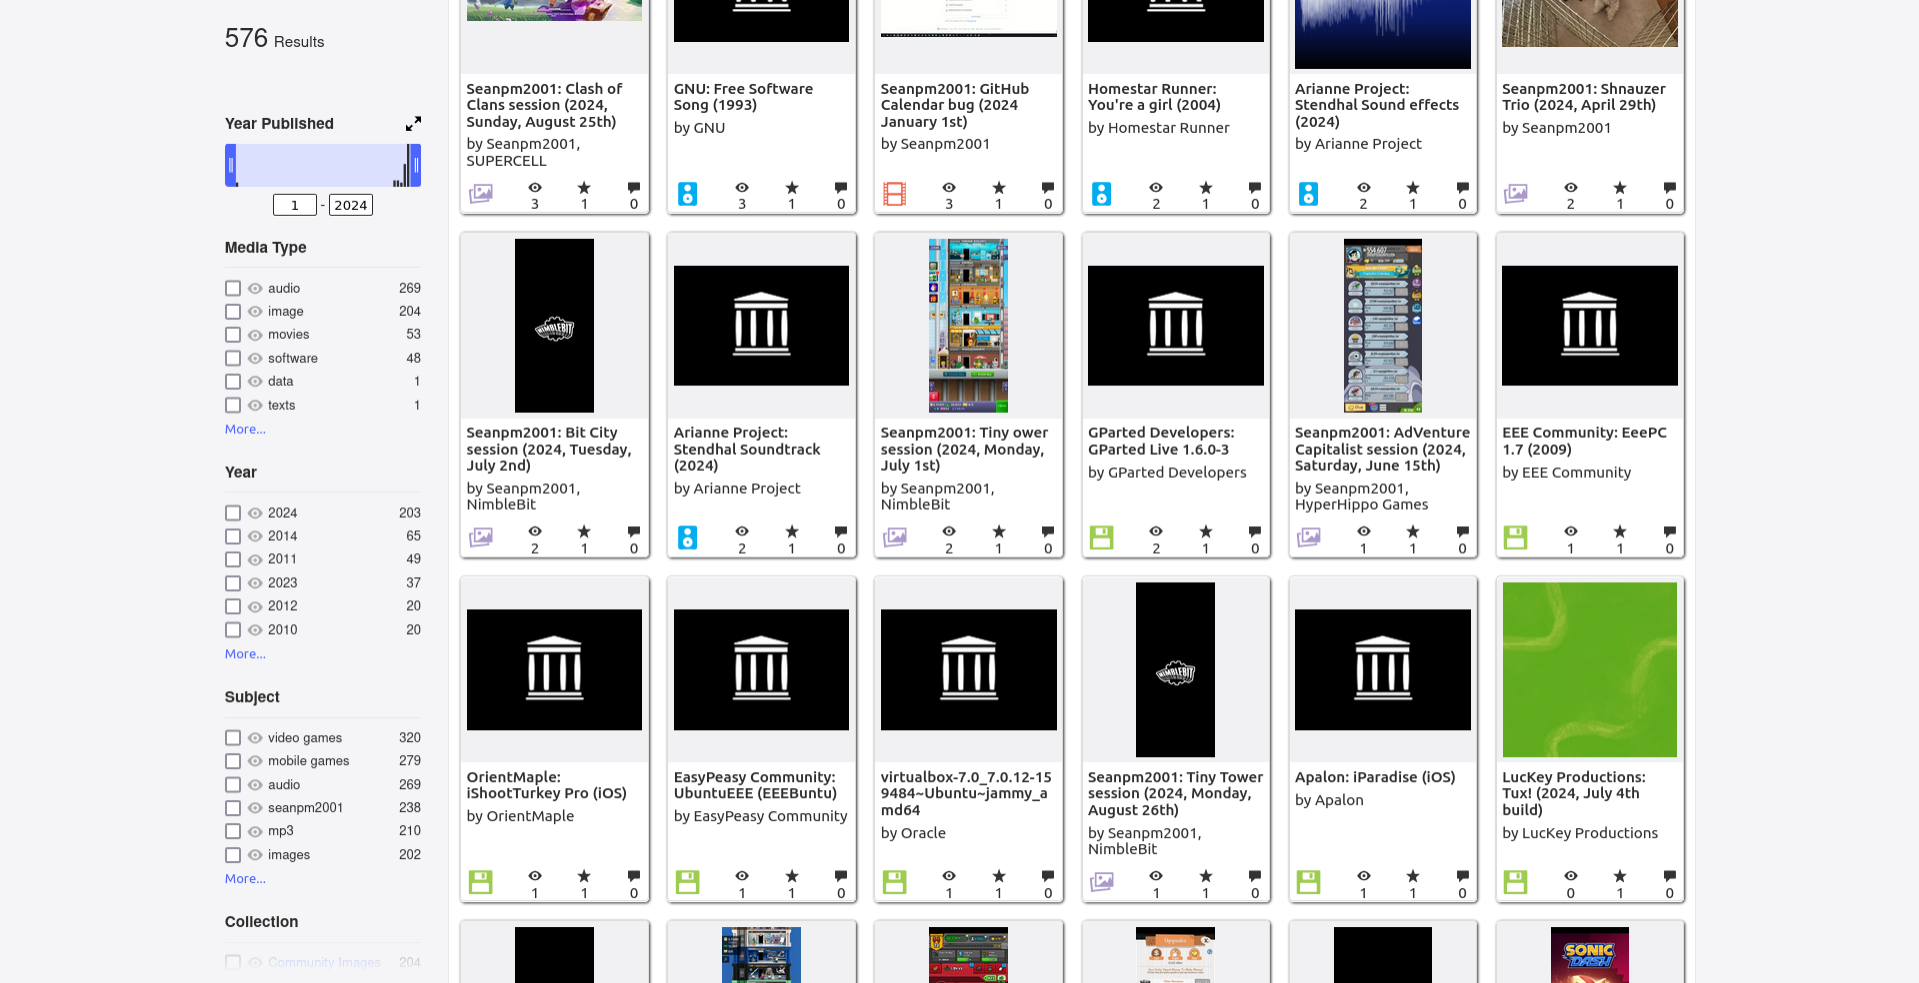 576 Results
Year Published
1 - 2024
Media Type
audio 269
image 204
movies 53
software 48
data 1
texts 1
More...
Year
2024 203
2014 65
2011 49
2023 37
2012 20
2010 20
More...
Subject
video games 320
mobile games 279
audio 269
seanpm2001 238
mp3 210
images 202
More...
Collection
Community Images 204
Seanpm2001: Clash of
Clans session (2024,
Sunday, August 25th)
by Seanpm2001,
SUPERCELL
3 1 0
GNU: Free Software
Song (1993)
by GNU
3 1 0
Seanpm2001: GitHub
Calendar bug (2024
January 1st)
by Seanpm2001
3 1 0
Homestar Runner:
You're a girl (2004)
by Homestar Runner
2 1 0
Arianne Project:
Stendhal Sound effects
(2024)
by Arianne Project
2 1 0
Seanpm2001: Shnauzer
Trio (2024, April 29th)
by Seanpm2001
2 1 0
NIMBLEBIT
Seanpm2001: Bit City
session (2024, Tuesday,
July 2nd)
by Seanpm2001,
NimbleBit
2 1 0
Arianne Project:
Stendhal Soundtrack
(2024)
by Arianne Project
2 1 0
Seanpm2001: Tiny ower
session (2024, Monday,
July 1st)
by Seanpm2001,
NimbleBit
2 1 0
GParted Developers:
GParted Live 1.6.0-3
by GParted Developers
2 1 0
Seanpm2001: AdVenture
Capitalist session (2024,
Saturday, June 15th)
by Seanpm2001,
HyperHippo Games
1 1 0
EEE Community: EeePC
1.7 (2009)
by EEE Community
1 1 0
OrientMaple:
iShootTurkey Pro (iOS)
by OrientMaple
1 1 0
EasyPeasy Community:
UbuntuEEE (EEEBuntu)
by EasyPeasy Community
1 1 0
virtualbox-7.0_7.0.12-15
9484~Ubuntu~jammy_a
md64
by Oracle
1 1 0
NIMBLEBIT
Seanpm2001: Tiny Tower
session (2024, Monday,
August 26th)
by Seanpm2001,
NimbleBit
1 1 0
Apalon: iParadise (iOS)
by Apalon
1 1 0
LucKey Productions:
Tux! (2024, July 4th
build)
by LucKey Productions
0 1 0
Upgrades
SONIC
DASH